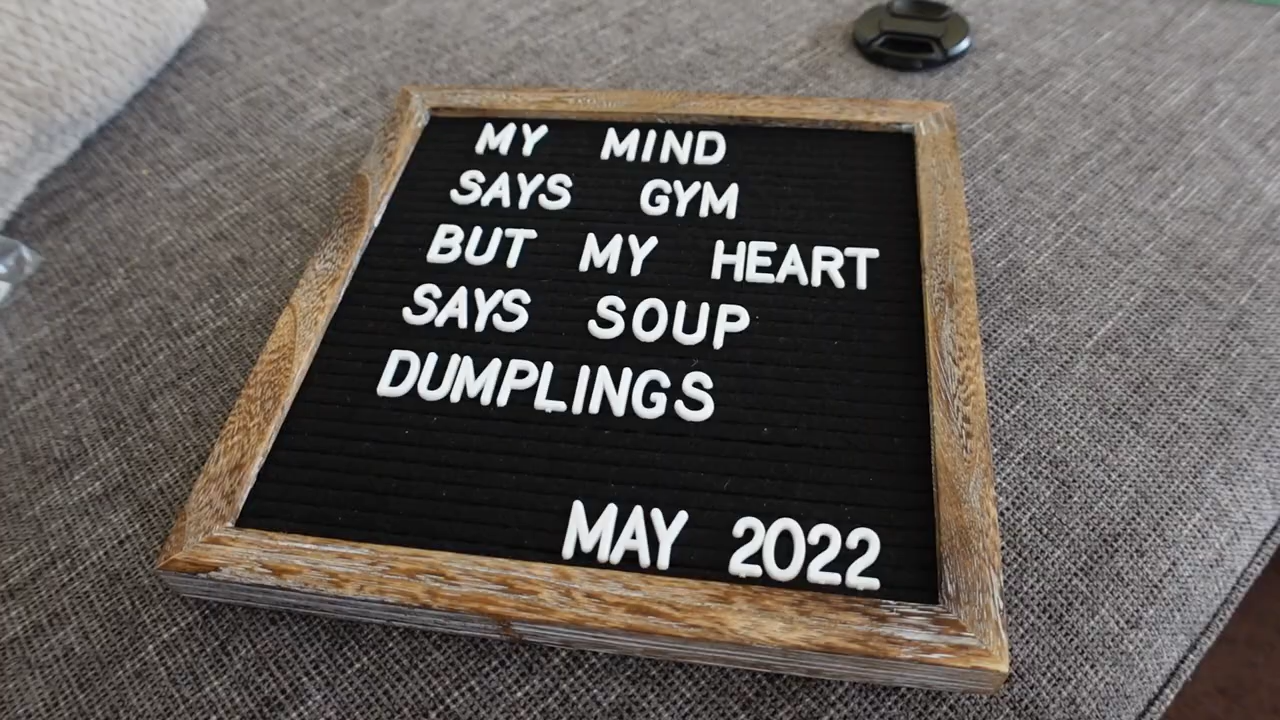 MY MIND
SAYS GYM
BUT MY HEART
SAYS SOUP
DUMPLINGS
MAY 2022